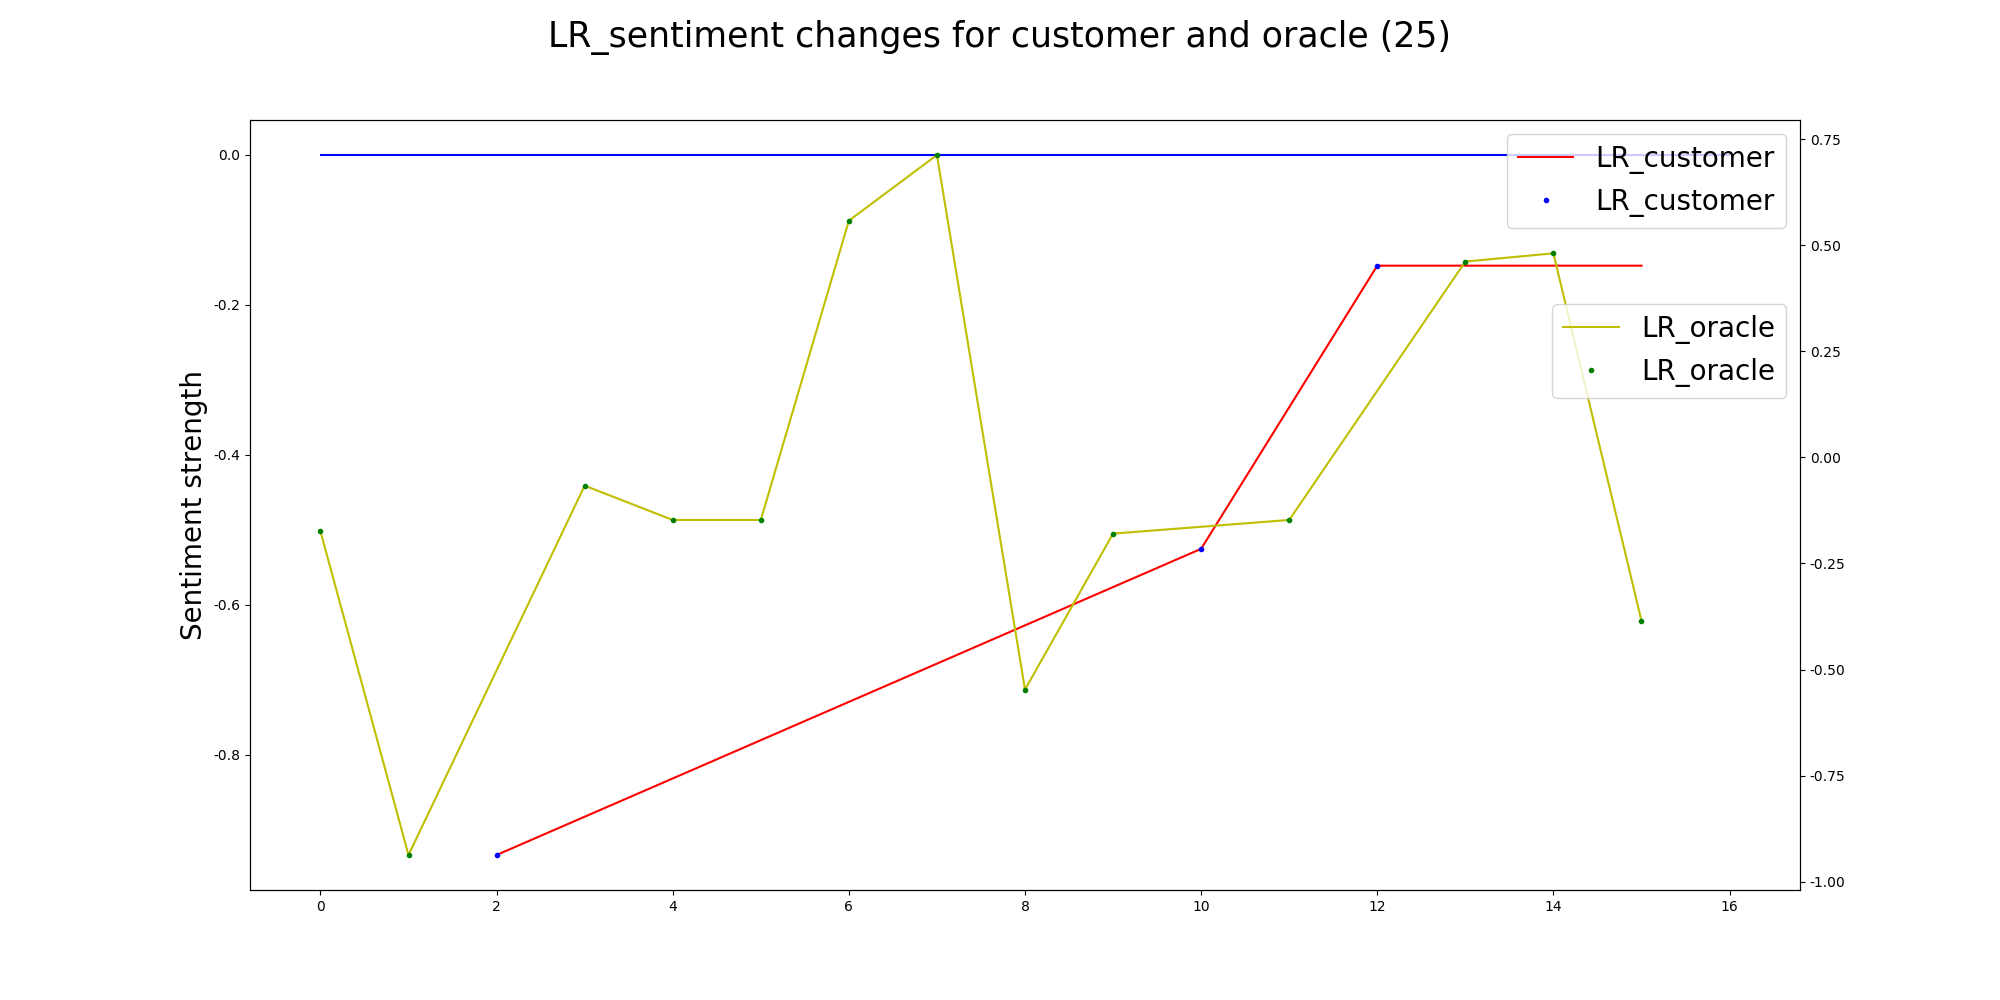 LR_sentiment changes for customer and oracle (25)
Sentiment strength
0.0
-0.2
-0.4
-0.6
-0.8
0.75
0.50
0.25
0.00
-0.25
-0.50
-0.75
-1.00
LR_customer
LR_customer
LR_oracle
LR_oracle
0 2 4 6 8 10 12 14 16